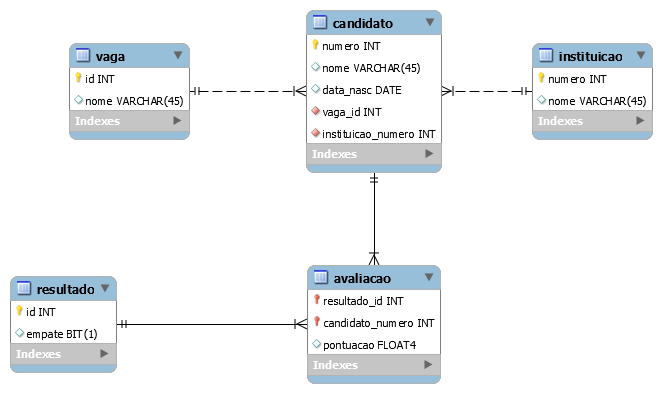 vaga
id INT
nome VARCHAR(45)
Indexes
candidato
numero INT
nome VARCHAR(45)
data_nasc DATE
vaga_id INT
instituicao_numero INT
Indexes
instituicao
numero INT
nome VARCHAR(45)
Indexes
resultado
id INT
empate BIT(1)
Indexes
avaliacao
resultado_id INT
candidato_numero INT
pontuacao FLOAT4
Indexes